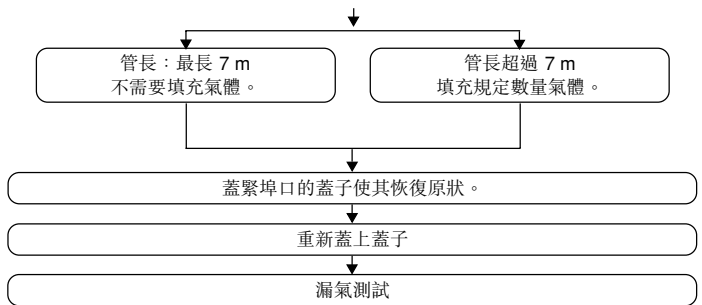 管長：最長 7 m
不需要填充氣體。
管長超過 7 m
填充規定數量氣體。
蓋緊埠口的蓋子使其恢復原狀。
重新蓋上蓋子
漏氣測試